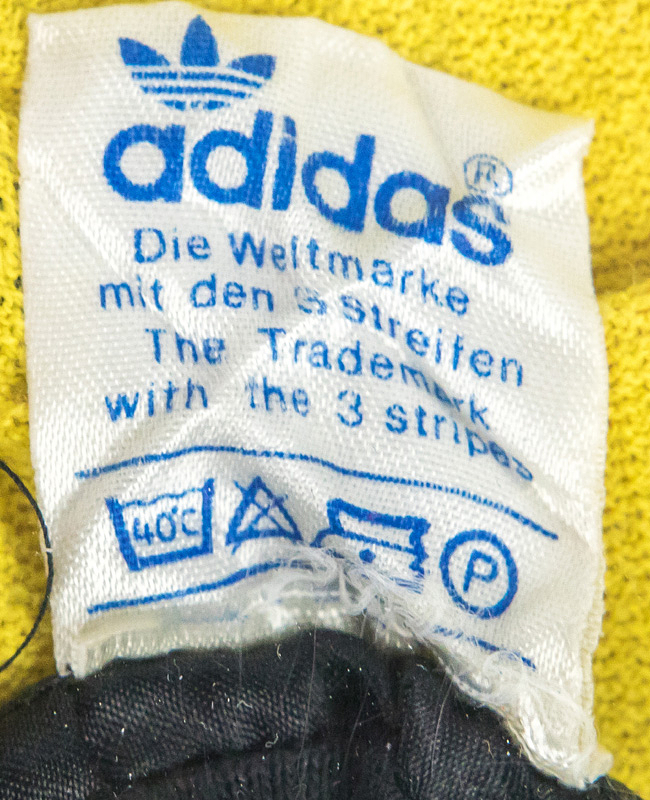 adidas®
Die Weltmarke
mit den 3 Streifen
The Trademark
with the 3 stripes
40°C P